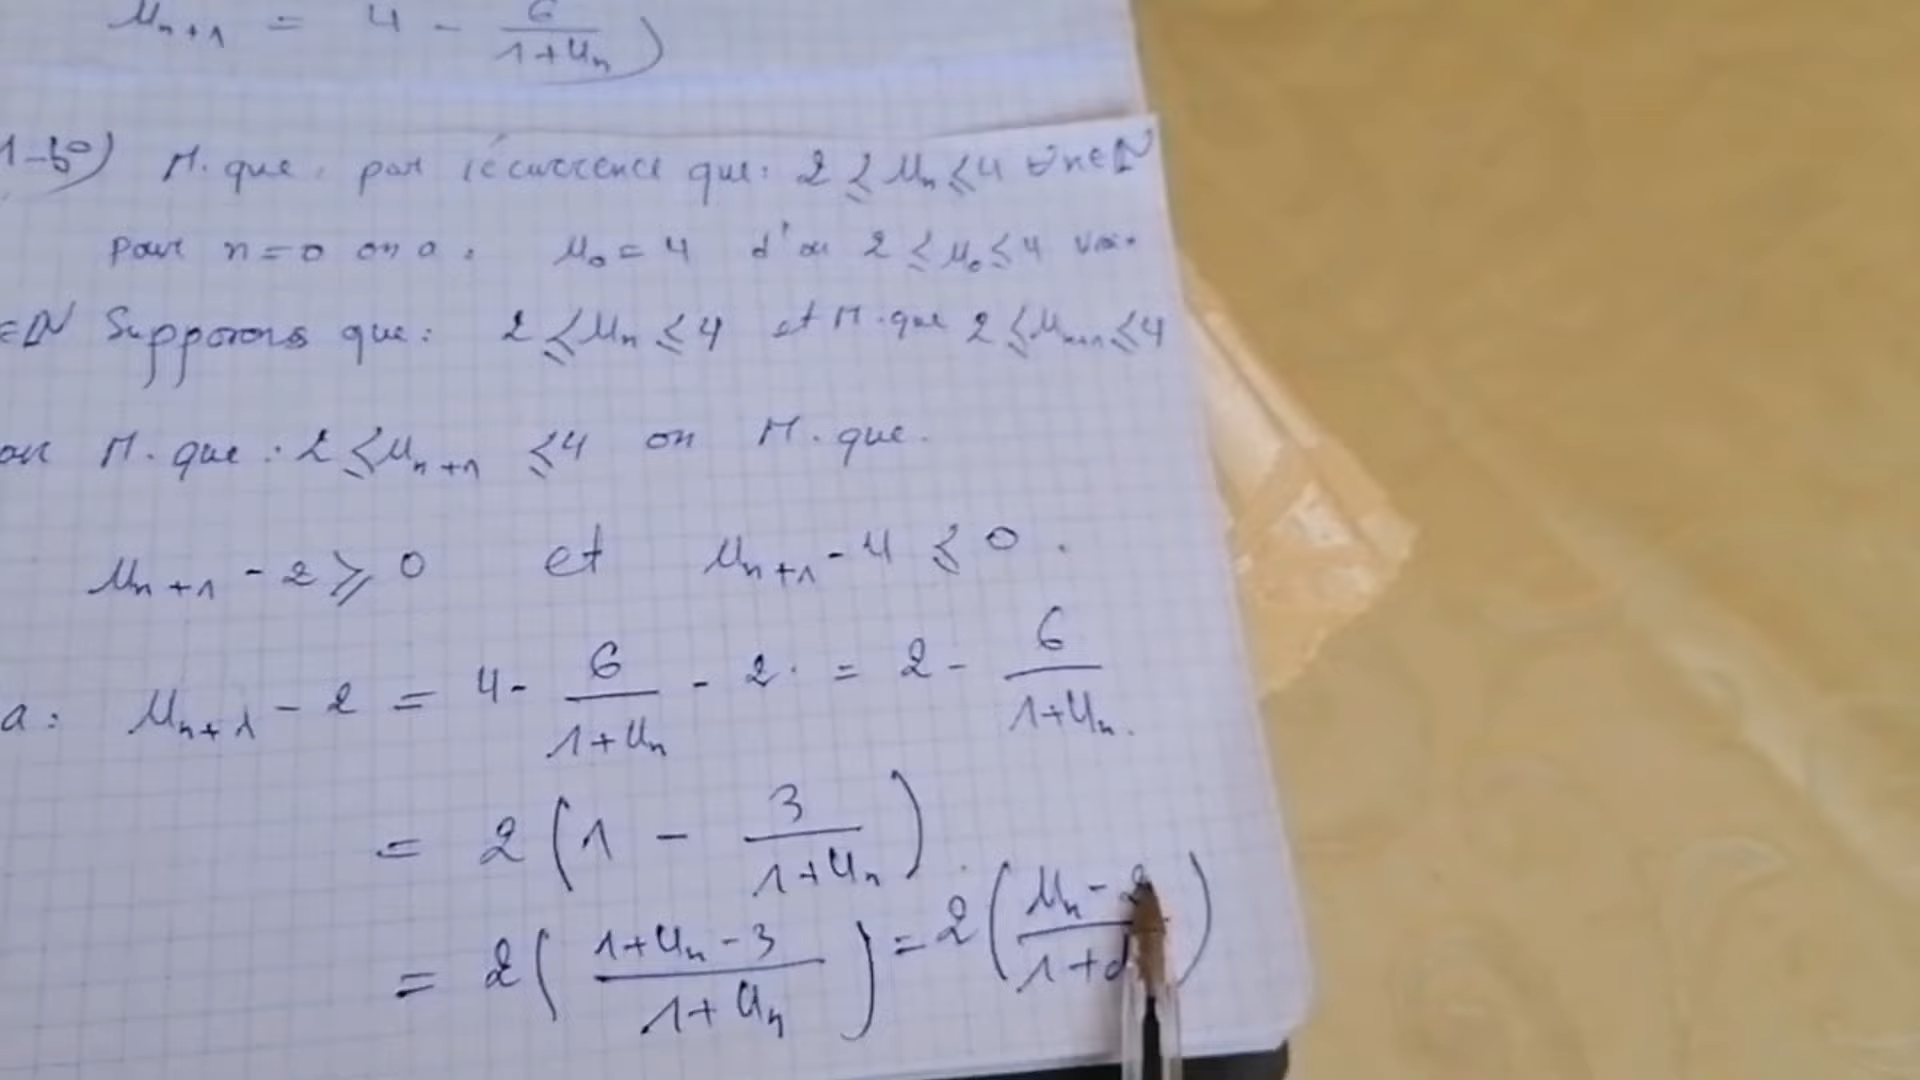 Un+1 = 4 - 6/(1+Un))
1-b°) M. que. par récurrence que: 2 ≤ Un ≤ 4 ∀n∈N
pour n=0 on a: U0 = 4 d'ou 2 ≤ U0 ≤ 4 vrai
∈N Supposons que: 2 ≤ Un ≤ 4 et M.que 2 ≤ Un+1 ≤ 4
M. que: 2 ≤ Un+1 ≤ 4 on M. que.
Un+1 - 2 ≥ 0 et Un+1 - 4 ≤ 0.
a: Un+1 - 2 = 4 - 6/(1+Un) - 2 = 2 - 6/(1+Un)
= 2(1 - 3/(1+Un))
= 2((1+Un-3)/(1+Un)) = 2((Un-2)/(1+